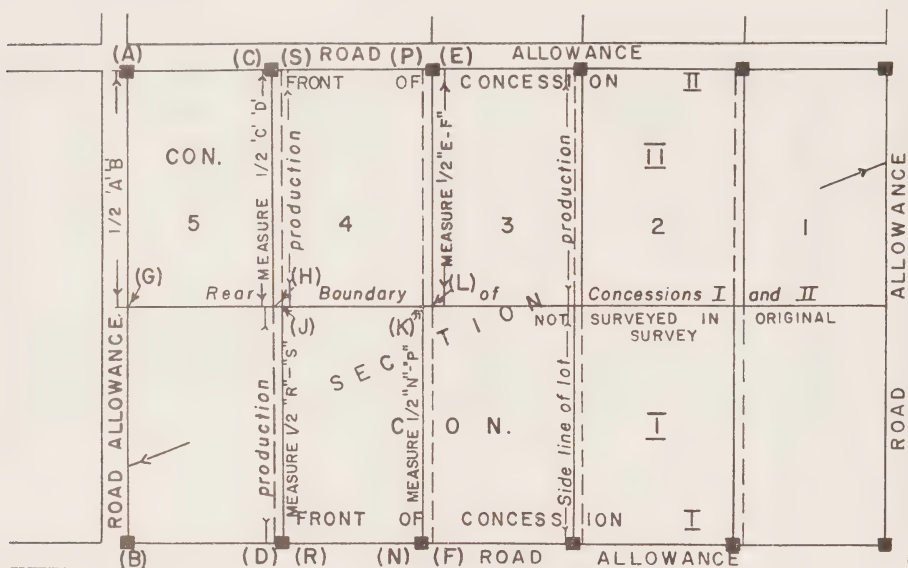 (A) (C) (S) ROAD (P) (E) ALLOWANCE
FRONT OF CONCESSION II
1/2 'A' 'B'
CON.
MEASURE 1/2 'C' 'D'
production
MEASURE 1/2 "E-F"
production
II
5 4 3 2 1
ALLOWANCE
(G) (H) (L)
Rear Boundary of Concessions I and II
(J) (K)
NOT SURVEYED IN ORIGINAL
SURVEY
SECTION
ROAD ALLOWANCE
production
MEASURE 1/2 "R"-"S"
MEASURE 1/2 "N"-"P"
CON.
Side line of lot
I
ROAD
FRONT OF CONCESSION I
(B) (D) (R) (N) (F) ROAD ALLOWANCE